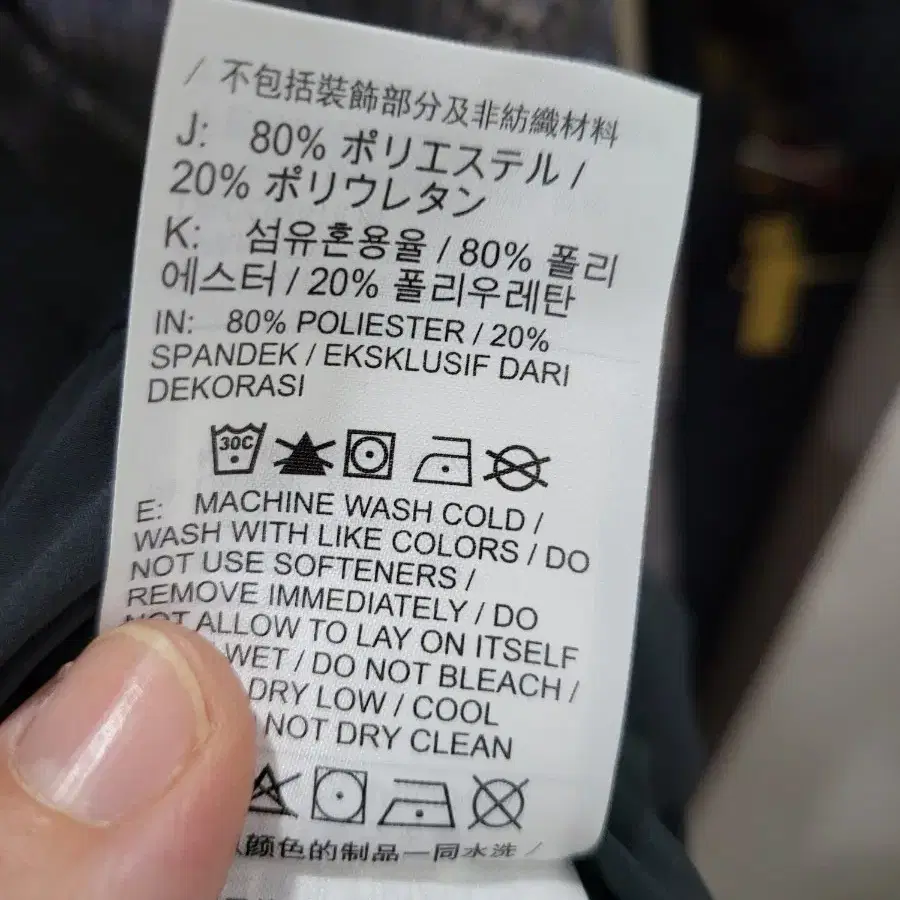 / 不包括裝飾部分及非紡織材料
J: 80% ポリエステル /
20% ポリウレタン
K: 섬유혼용율 / 80% 폴리
에스터 / 20% 폴리우레탄
IN: 80% POLIESTER / 20%
SPANDEK / EKSKLUSIF DARI
DEKORASI
30C
E: MACHINE WASH COLD /
WASH WITH LIKE COLORS / DO
NOT USE SOFTENERS /
REMOVE IMMEDIATELY / DO
NOT ALLOW TO LAY ON ITSELF
WET / DO NOT BLEACH /
DRY LOW / COOL
NOT DRY CLEAN
颜色的制品一同水洗 /